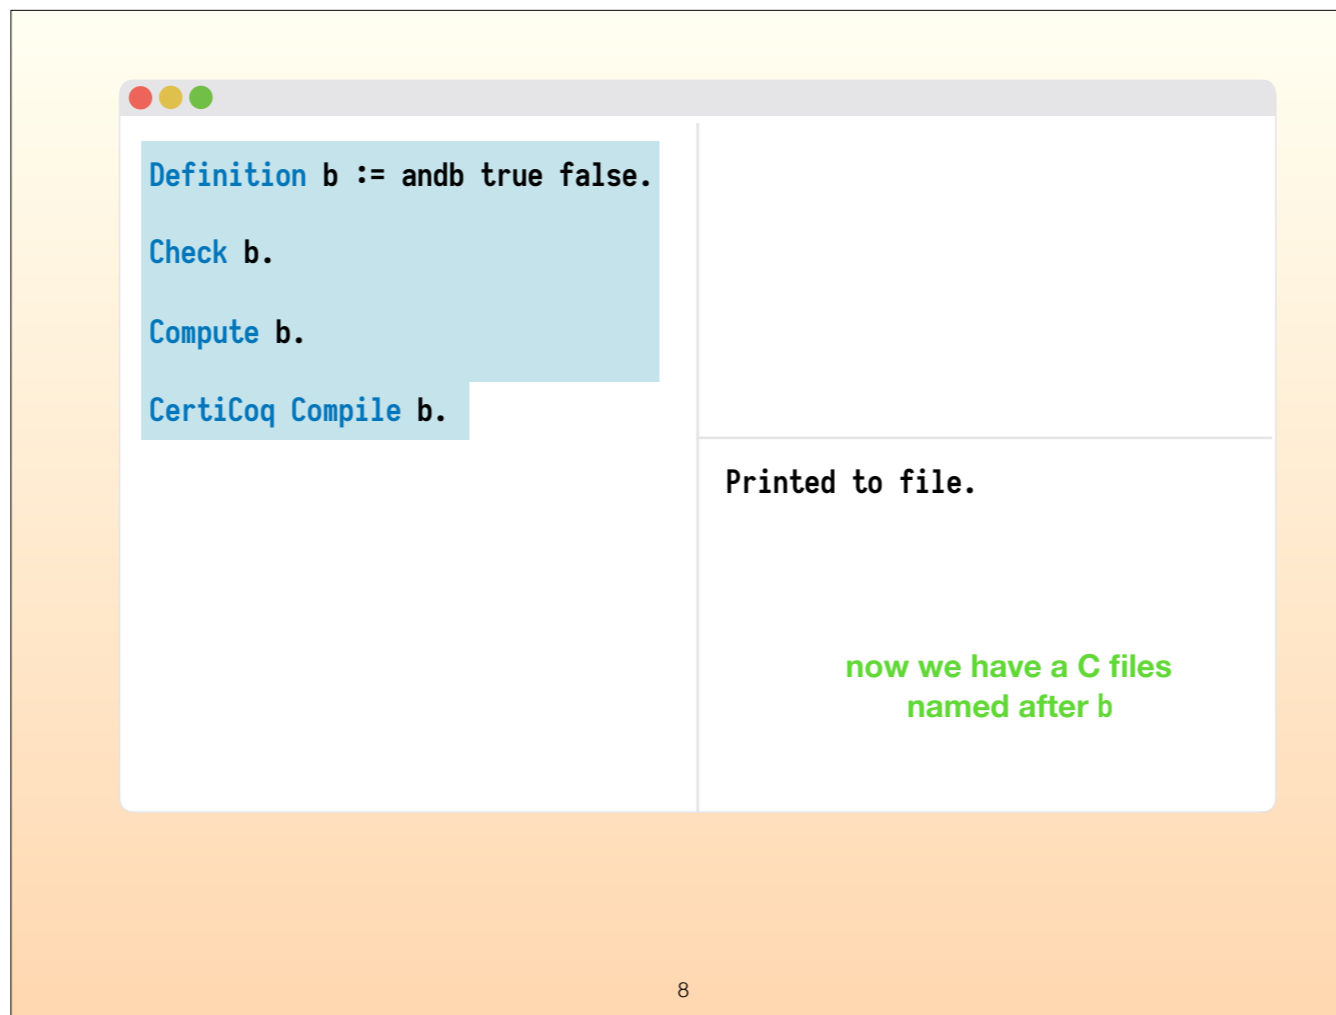 Definition b := andb true false.
Check b.
Compute b.
CertiCoq Compile b.
Printed to file.
now we have a C files
named after b
8